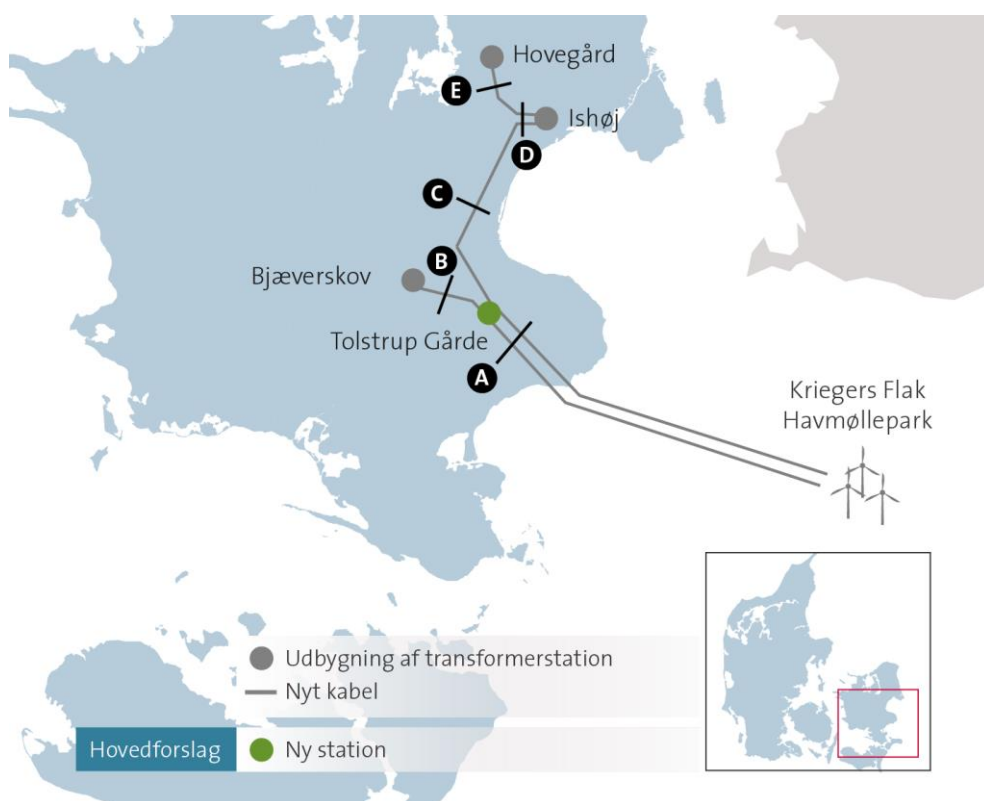 Hovegård
E
Ishøj
D
C
B
Bjæverskov
Tolstrup Gårde
A
Kriegers Flak
Havmøllepark
Udbygning af transformerstation
Nyt kabel
Hovedforslag
Ny station